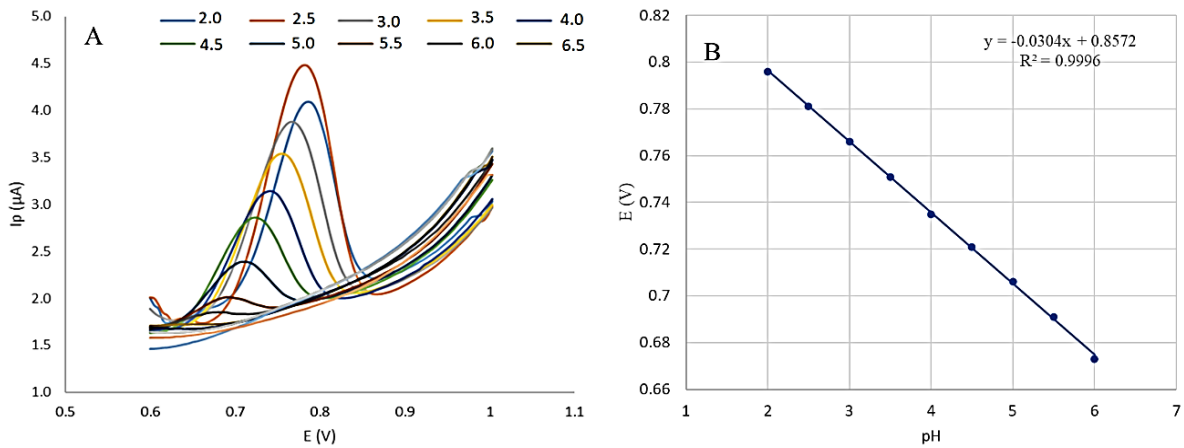 A
2.0 2.5 3.0 3.5 4.0
4.5 5.0 5.5 6.0 6.5
Ip (µA)
5.0
4.5
4.0
3.5
3.0
2.5
2.0
1.5
1.0
0.5 0.6 0.7 0.8 0.9 1 1.1
E (V)
B
y = -0.0304x + 0.8572
R² = 0.9996
E (V)
0.82
0.8
0.78
0.76
0.74
0.72
0.7
0.68
0.66
1 2 3 4 5 6 7
pH